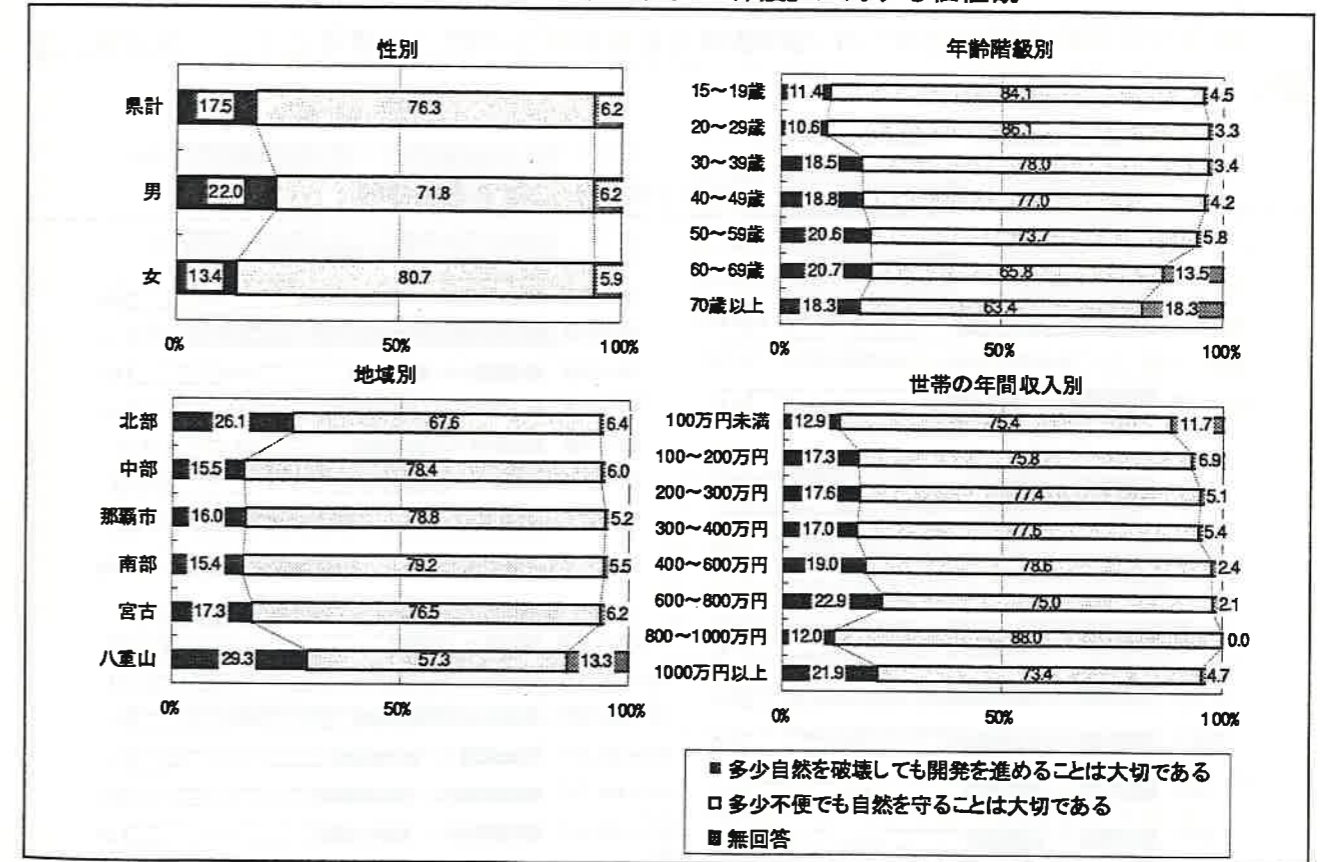 性別
県計 17.5 76.3 6.2
男 22.0 71.8 6.2
女 13.4 80.7 5.9
0% 50% 100%
年齢階級別
15～19歳 11.4 84.1 4.5
20～29歳 10.6 86.1 3.3
30～39歳 18.5 78.0 3.4
40～49歳 18.8 77.0 4.2
50～59歳 20.6 73.7 5.8
60～69歳 20.7 65.8 13.5
70歳以上 18.3 63.4 18.3
0% 50% 100%
地域別
北部 26.1 67.6 6.4
中部 15.5 78.4 6.0
那覇市 16.0 78.8 5.2
南部 15.4 79.2 5.5
宮古 17.3 76.5 6.2
八重山 29.3 57.3 13.3
0% 50% 100%
世帯の年間収入別
100万円未満 12.9 75.4 11.7
100～200万円 17.3 75.8 6.9
200～300万円 17.6 77.4 5.1
300～400万円 17.0 77.6 5.4
400～600万円 19.0 78.6 2.4
600～800万円 22.9 75.0 2.1
800～1000万円 12.0 88.0 0.0
1000万円以上 21.9 73.4 4.7
0% 50% 100%
多少自然を破壊しても開発を進めることは大切である
多少不便でも自然を守ることは大切である
無回答